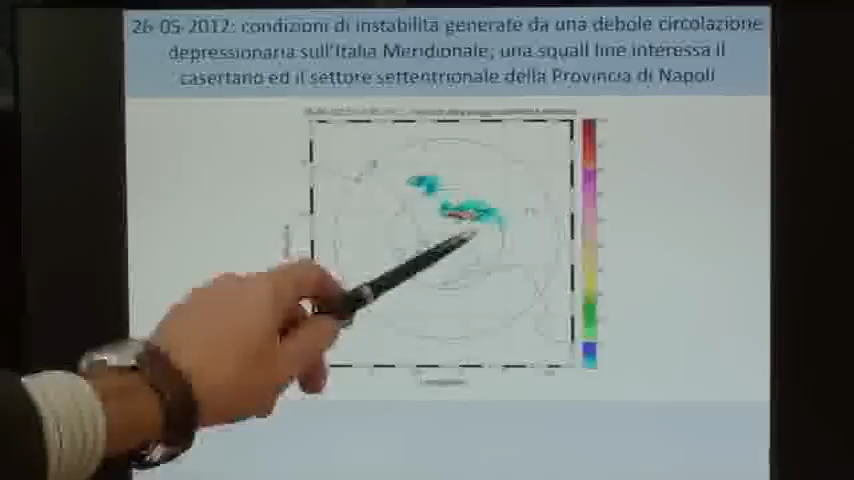 26-05-2012: condizioni di instabilità generate da una debole circolazione
depressionaria sull'Italia Meridionale; una squall line interessa il
casertano ed il settore settentrionale della Provincia di Napoli